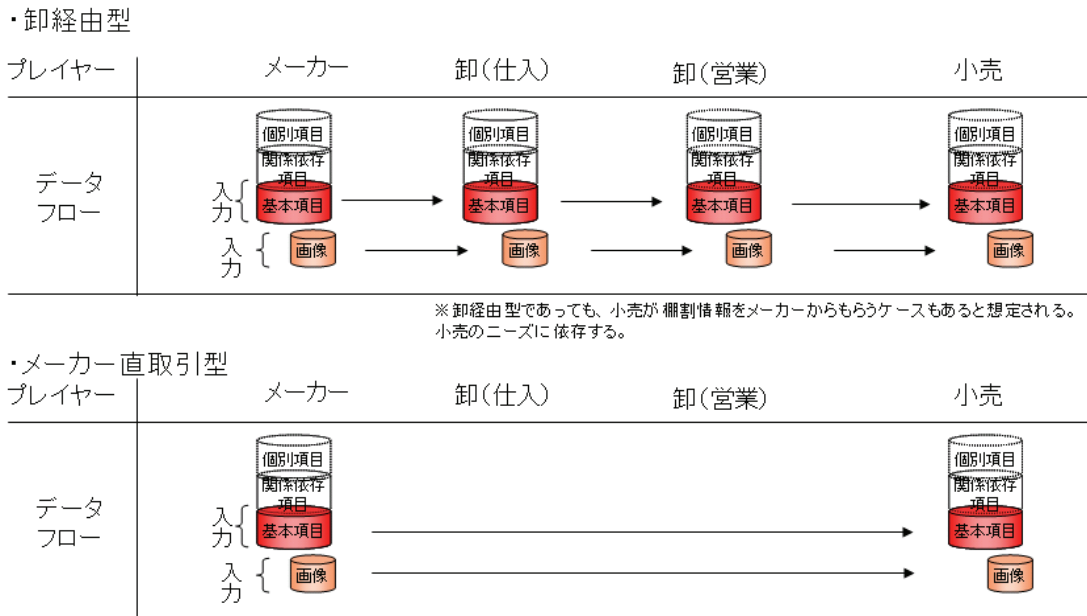 ・卸経由型
プレイヤー メーカー 卸(仕入) 卸(営業) 小売
個別項目 個別項目 個別項目 個別項目
関係依存項目 関係依存項目 関係依存項目 関係依存項目
データフロー
入力 基本項目 基本項目 基本項目 基本項目
入力 画像 画像 画像 画像
※卸経由型であっても、小売が棚割情報をメーカーからもらうケースもあると想定される。
小売のニーズに依存する。
・メーカー直取引型
プレイヤー メーカー 卸(仕入) 卸(営業) 小売
個別項目 個別項目
関係依存項目 関係依存項目
データフロー
入力 基本項目 基本項目
入力 画像 画像